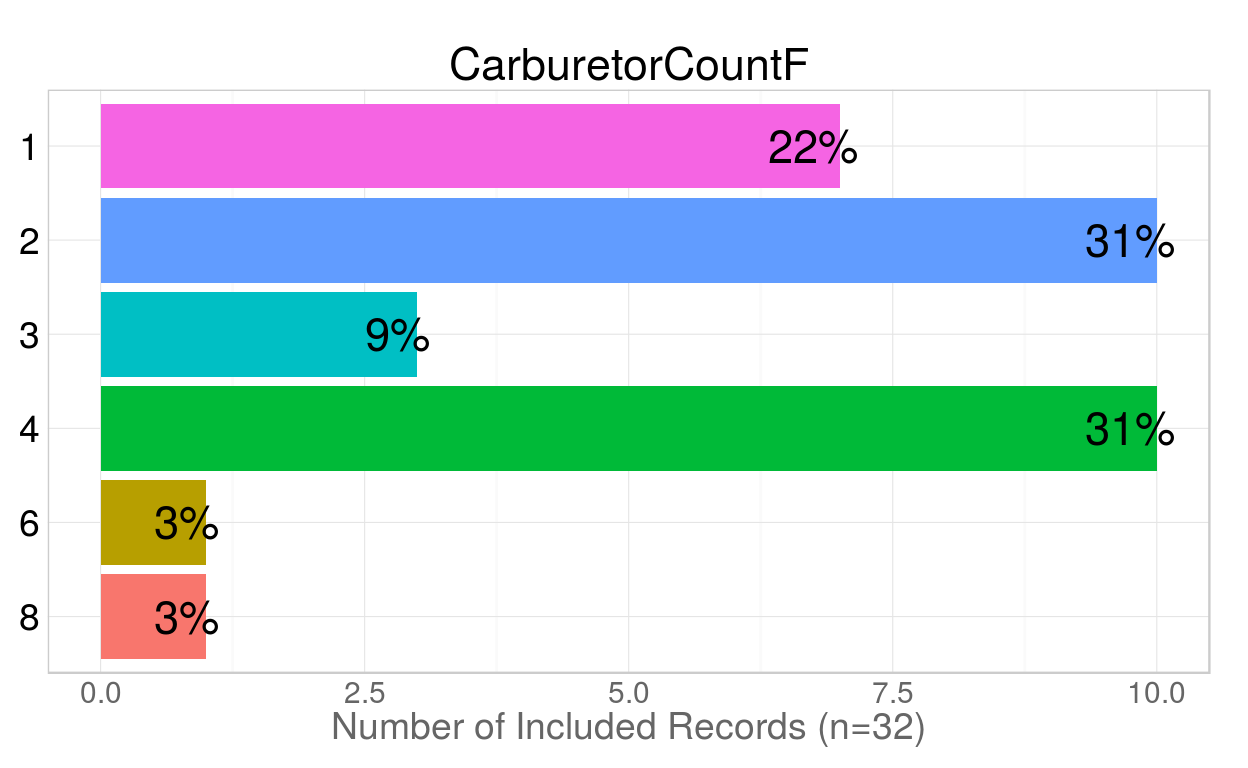 CarburetorCountF
1 22%
2 31%
3 9%
4 31%
6 3%
8 3%
0.0 2.5 5.0 7.5 10.0
Number of Included Records (n=32)